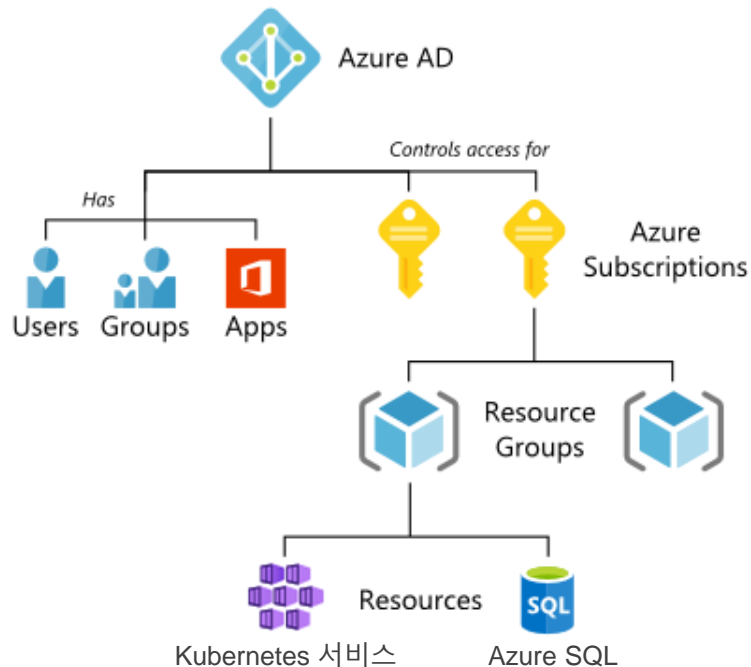 Azure AD
Controls access for
Has
Azure
Subscriptions
Users
Groups
Apps
Resource
Groups
Resources
SQL
Kubernetes 서비스
Azure SQL